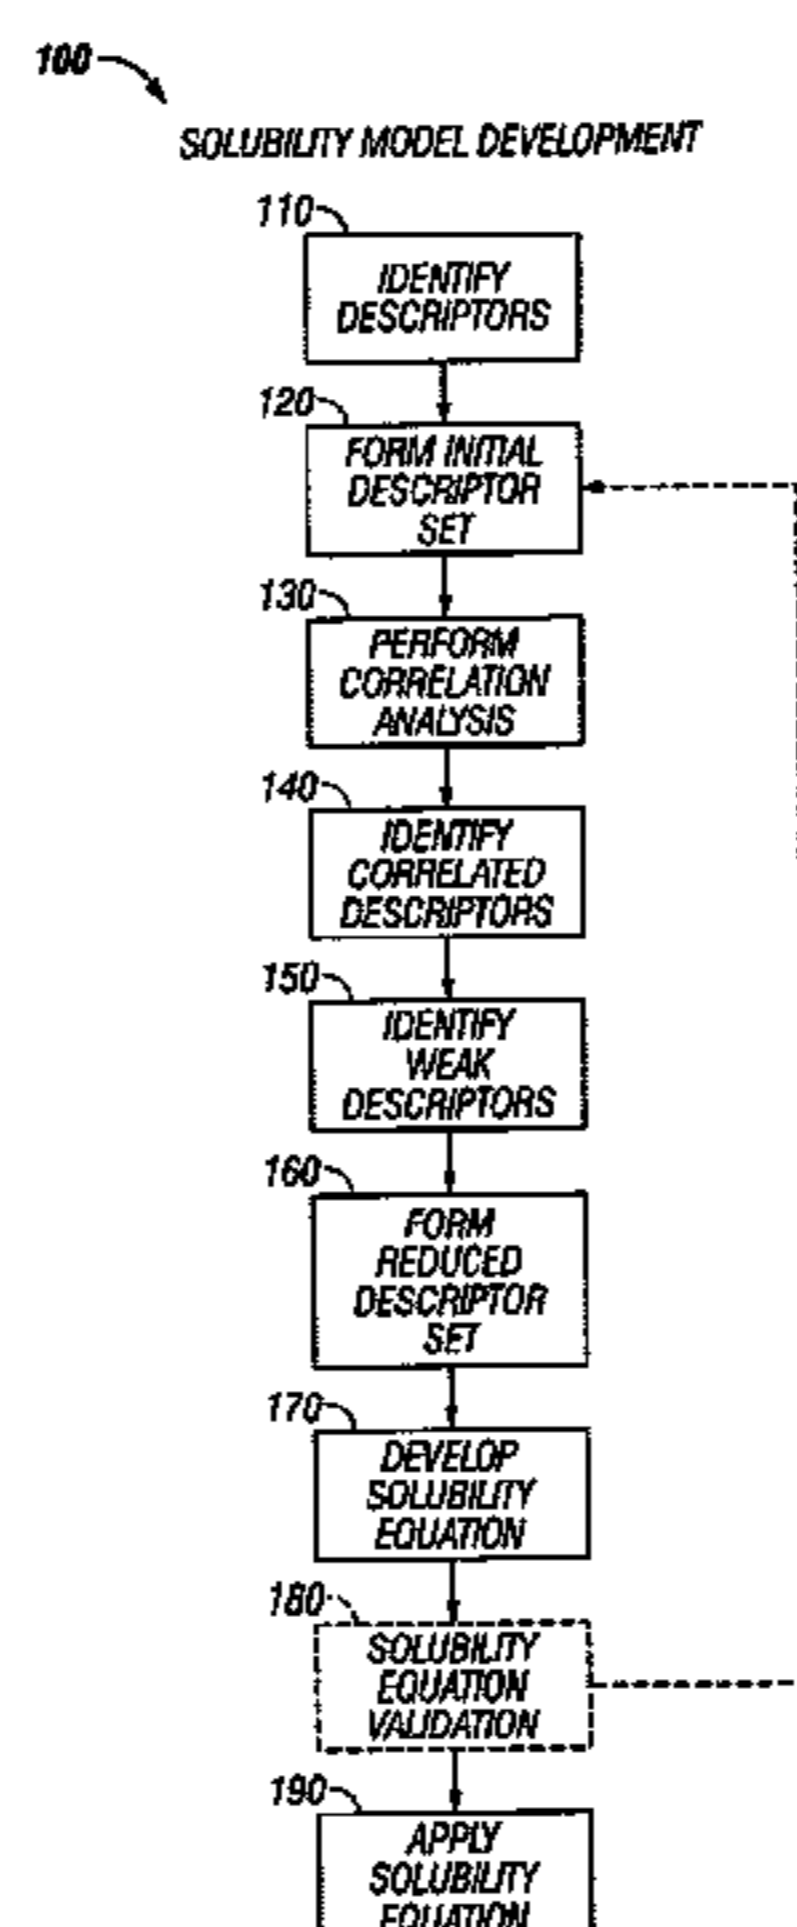 100
SOLUBILITY MODEL DEVELOPMENT
110
IDENTIFY
DESCRIPTORS
120
FORM INITIAL
DESCRIPTOR
SET
130
PERFORM
CORRELATION
ANALYSIS
140
IDENTIFY
CORRELATED
DESCRIPTORS
150
IDENTIFY
WEAK
DESCRIPTORS
160
FORM
REDUCED
DESCRIPTOR
SET
170
DEVELOP
SOLUBILITY
EQUATION
180
SOLUBILITY
EQUATION
VALIDATION
190
APPLY
SOLUBILITY
EQUATION